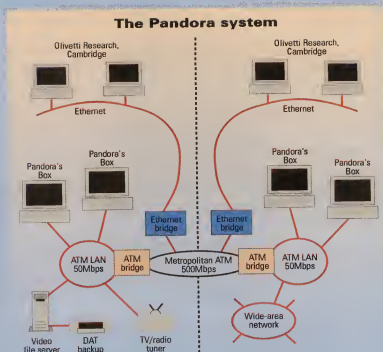 The Pandora system
Olivetti Research,
Cambridge
Olivetti Research,
Cambridge
Ethernet
Ethernet
Pandora's
Box
Pandora's
Box
Pandora's
Box
Pandora's
Box
Ethernet
bridge
Ethernet
bridge
ATM LAN
50Mbps
ATM
bridge
Metropolitan ATM
500Mbps
ATM
bridge
ATM LAN
50Mbps
Wide-area
network
Video
file server
DAT
backup
TV/radio
tuner